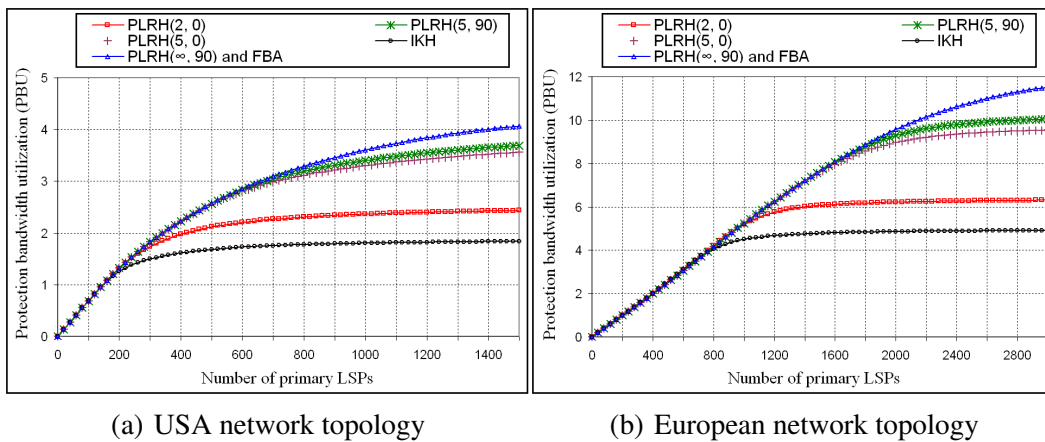 PLRH(2, 0)
PLRH(5, 90)
PLRH(5, 0)
IKH
PLRH(∞, 90) and FBA
Protection bandwidth utilization (PBU)
5
4
3
2
1
0
0 200 400 600 800 1000 1200 1400
Number of primary LSPs
(a) USA network topology
PLRH(2, 0)
PLRH(5, 90)
PLRH(5, 0)
IKH
PLRH(∞, 90) and FBA
Protection bandwidth utilization (PBU)
12
10
8
6
4
2
0
0 400 800 1200 1600 2000 2400 2800
Number of primary LSPs
(b) European network topology